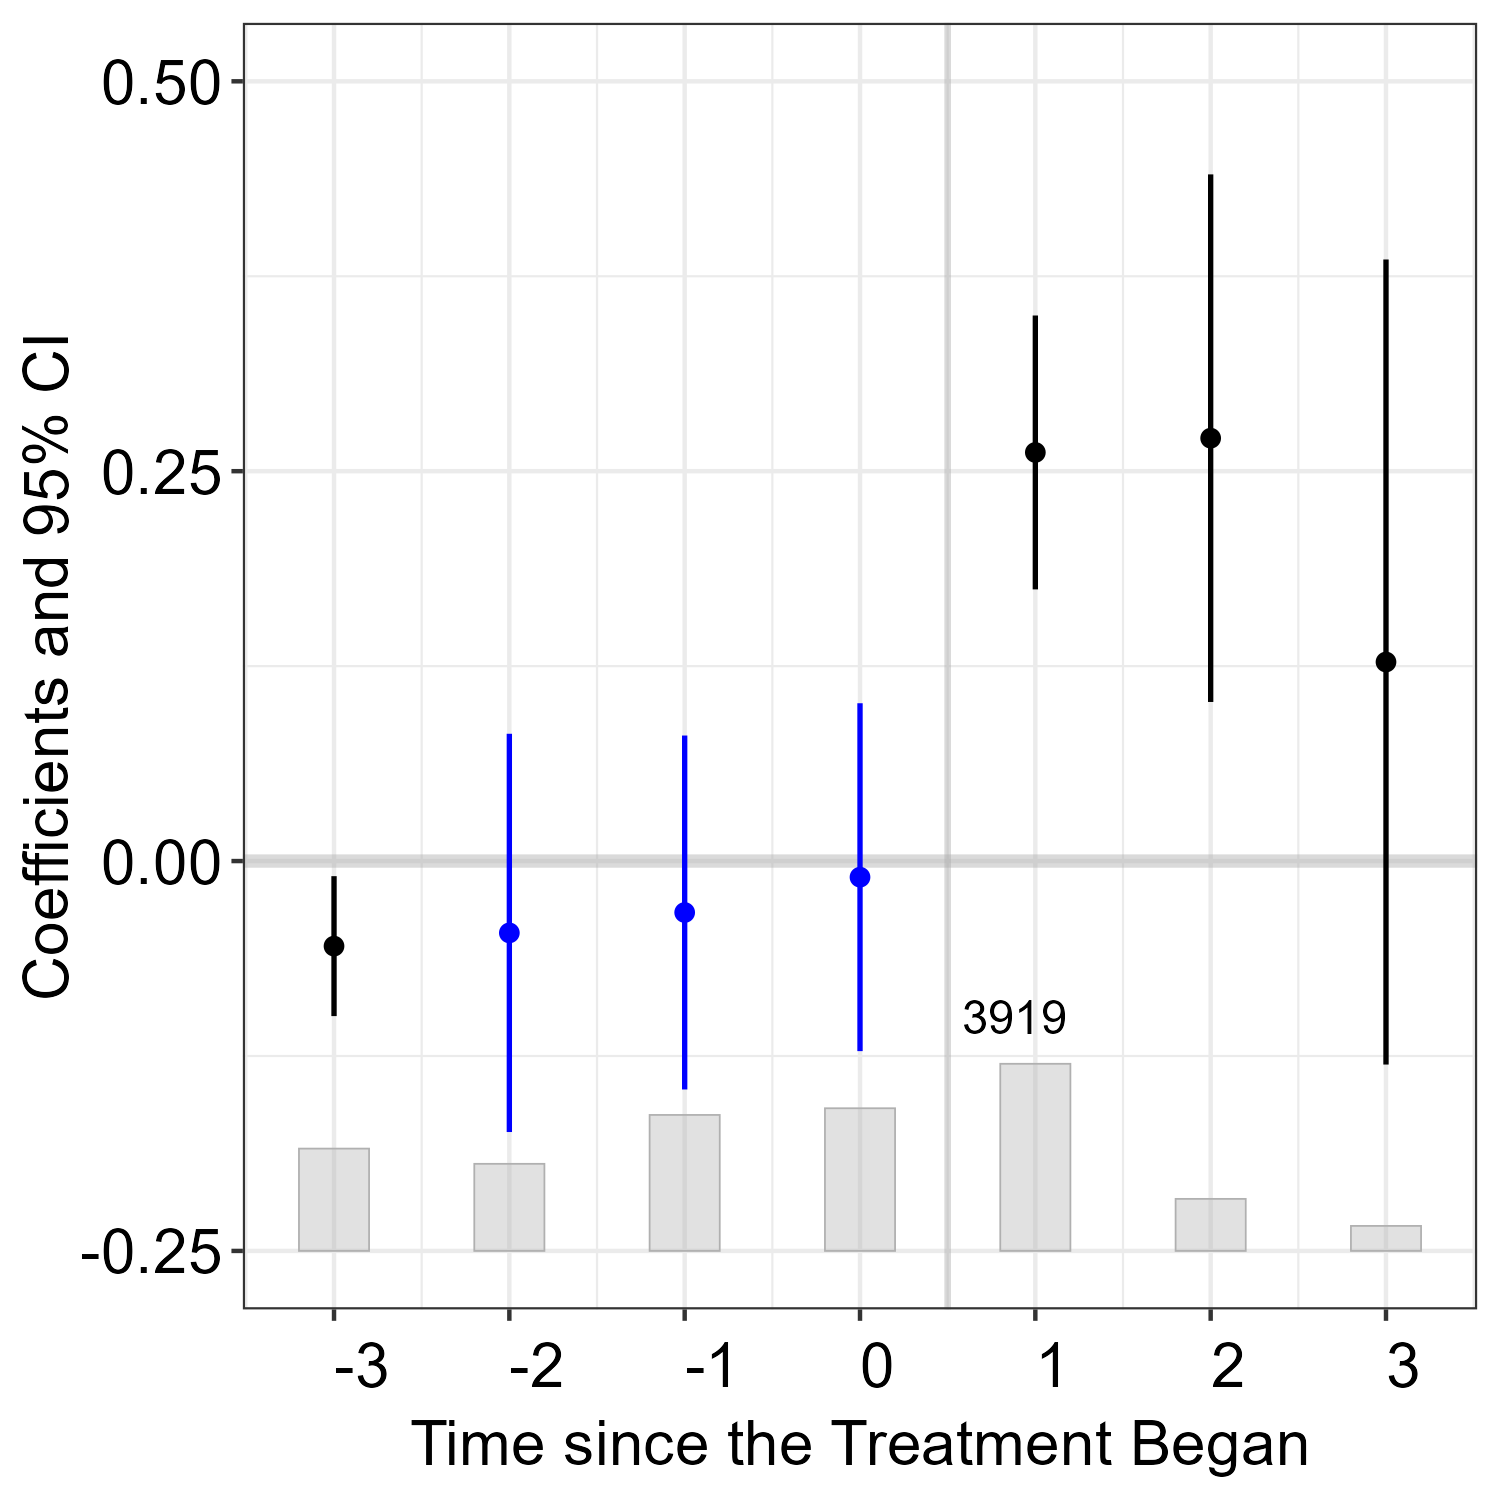 Coefficients and 95% CI
0.50
0.25
0.00
-0.25
3919
-3 -2 -1 0 1 2 3
Time since the Treatment Began